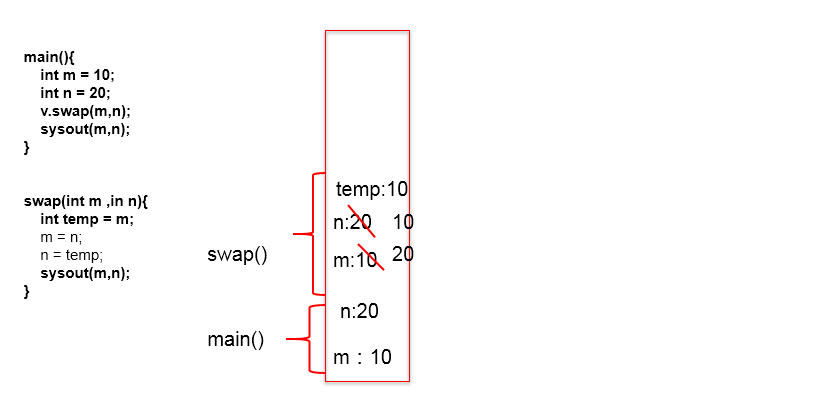 main(){
int m = 10;
int n = 20;
v.swap(m,n);
sysout(m,n);
}
swap(int m ,in n){
int temp = m;
m = n;
n = temp;
sysout(m,n);
}
temp:10
n:20 10
swap()
m:10 20
n:20
main()
m：10